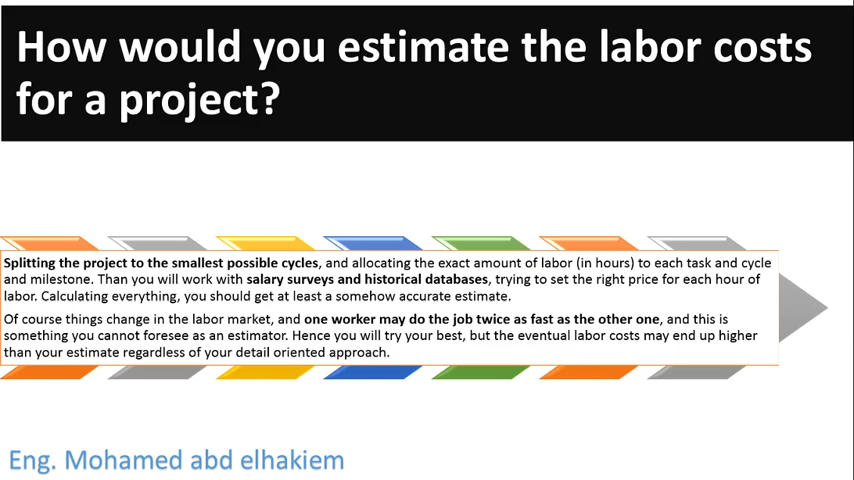 How would you estimate the labor costs
for a project?
Splitting the project to the smallest possible cycles, and allocating the exact amount of labor (in hours) to each task and cycle
and milestone. Than you will work with salary surveys and historical databases, trying to set the right price for each hour of
labor. Calculating everything, you should get at least a somehow accurate estimate.
Of course things change in the labor market, and one worker may do the job twice as fast as the other one, and this is
something you cannot foresee as an estimator. Hence you will try your best, but the eventual labor costs may end up higher
than your estimate regardless of your detail oriented approach.
Eng. Mohamed abd elhakiem